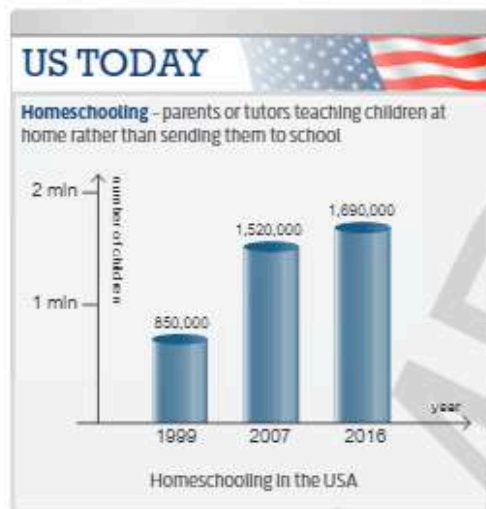 US TODAY
Homeschooling - parents or tutors teaching children at
home rather than sending them to school
2 mln
number of children
1,690,000
1,520,000
1 mln
850,000
year
1999 2007 2016
Homeschooling in the USA